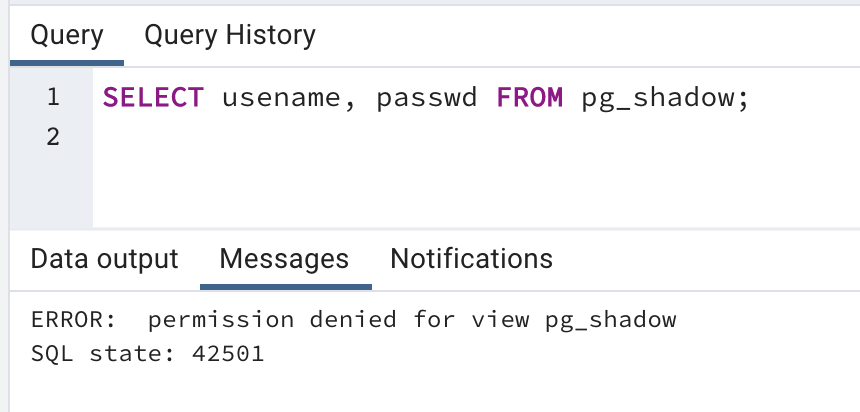 Query Query History
1 SELECT usename, passwd FROM pg_shadow;
2
Data output Messages Notifications
ERROR:  permission denied for view pg_shadow
SQL state: 42501